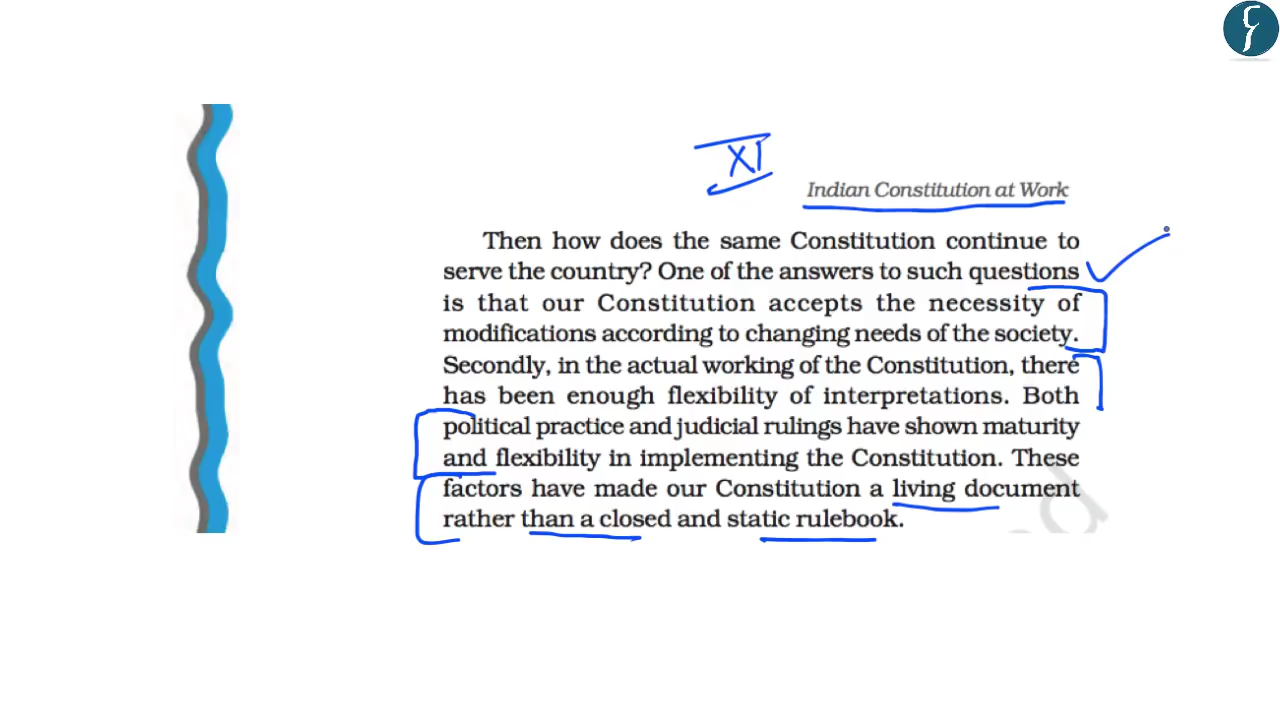 XI
Indian Constitution at Work
Then how does the same Constitution continue to
serve the country? One of the answers to such questions
is that our Constitution accepts the necessity of
modifications according to changing needs of the society.
Secondly, in the actual working of the Constitution, there
has been enough flexibility of interpretations. Both
political practice and judicial rulings have shown maturity
and flexibility in implementing the Constitution. These
factors have made our Constitution a living document
rather than a closed and static rulebook.